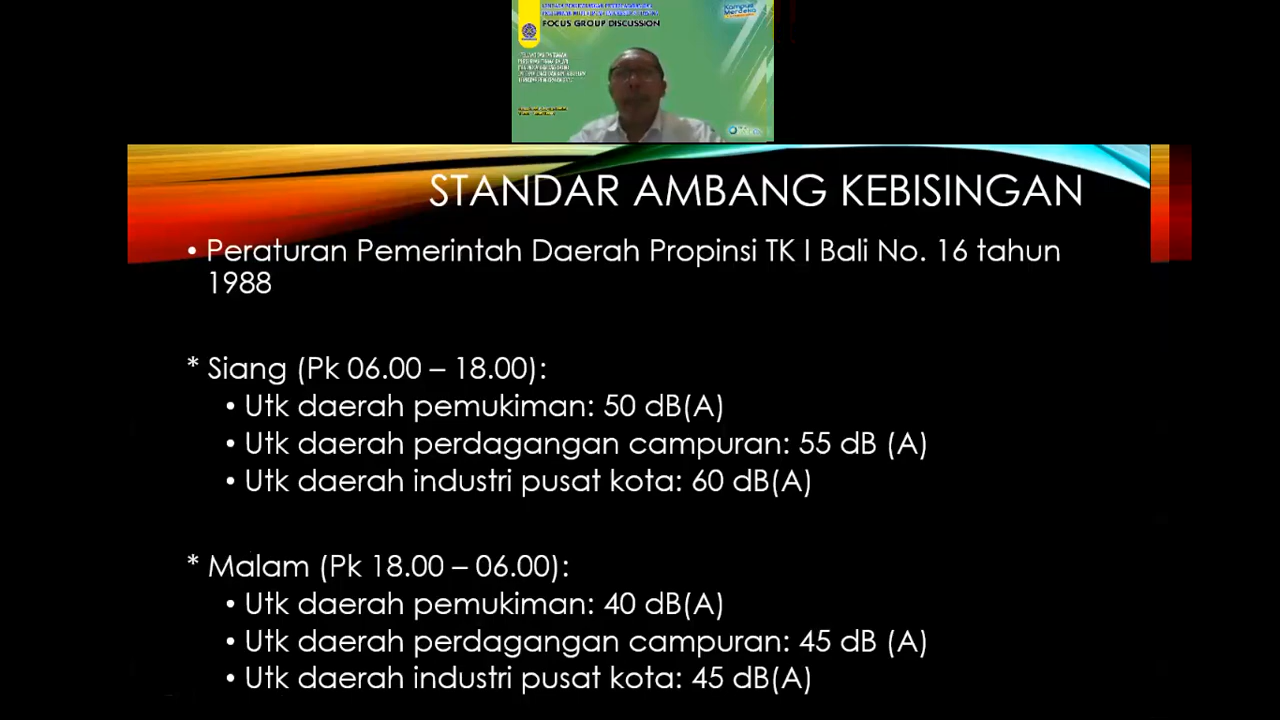 FOCUS GROUP DISCUSSION
Kampus
Merdeka
STANDAR AMBANG KEBISINGAN
• Peraturan Pemerintah Daerah Propinsi TK I Bali No. 16 tahun
1988
* Siang (Pk 06.00 – 18.00):
• Utk daerah pemukiman: 50 dB(A)
• Utk daerah perdagangan campuran: 55 dB (A)
• Utk daerah industri pusat kota: 60 dB(A)
* Malam (Pk 18.00 – 06.00):
• Utk daerah pemukiman: 40 dB(A)
• Utk daerah perdagangan campuran: 45 dB (A)
• Utk daerah industri pusat kota: 45 dB(A)